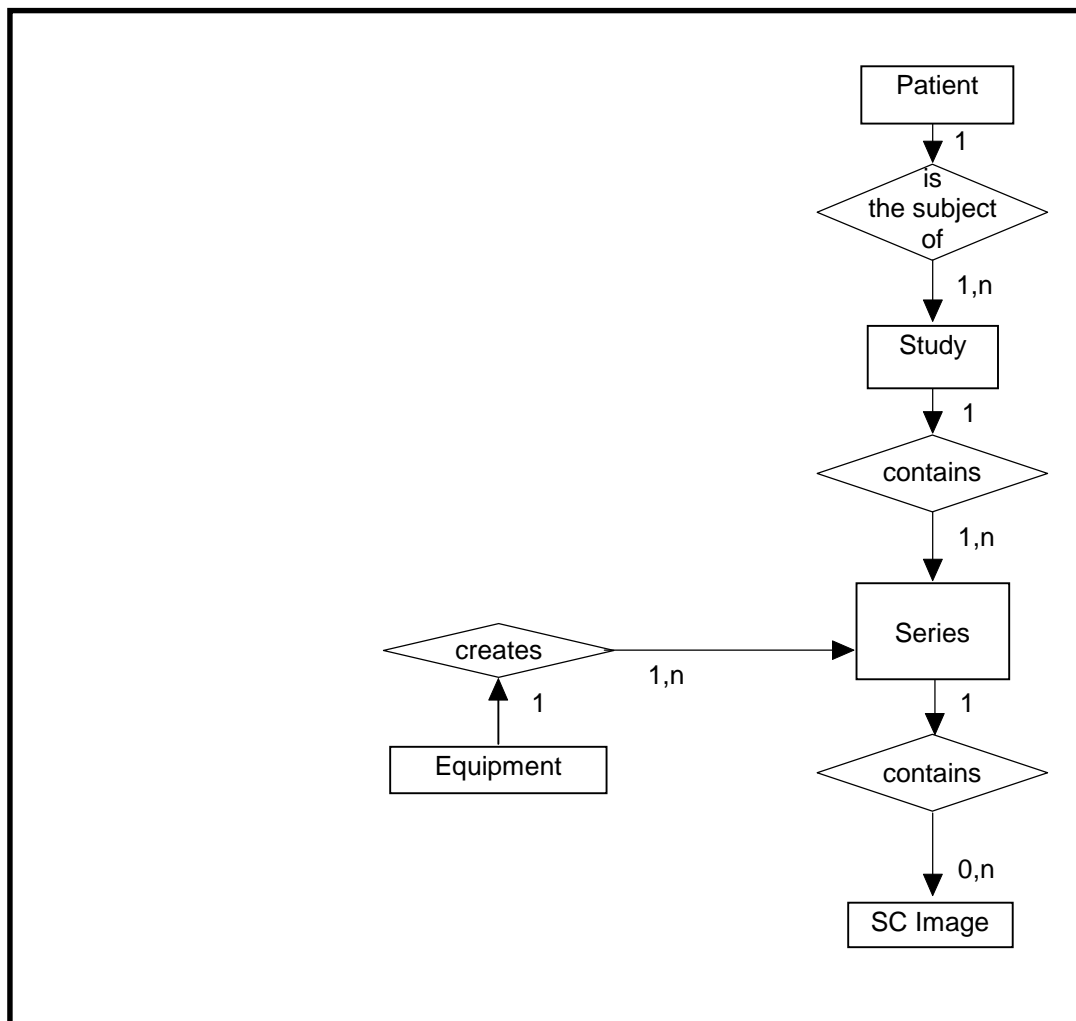 Patient
1
is
the subject
of
1,n
Study
1
contains
1,n
Series
creates
1,n
1
1
Equipment
contains
0,n
SC Image